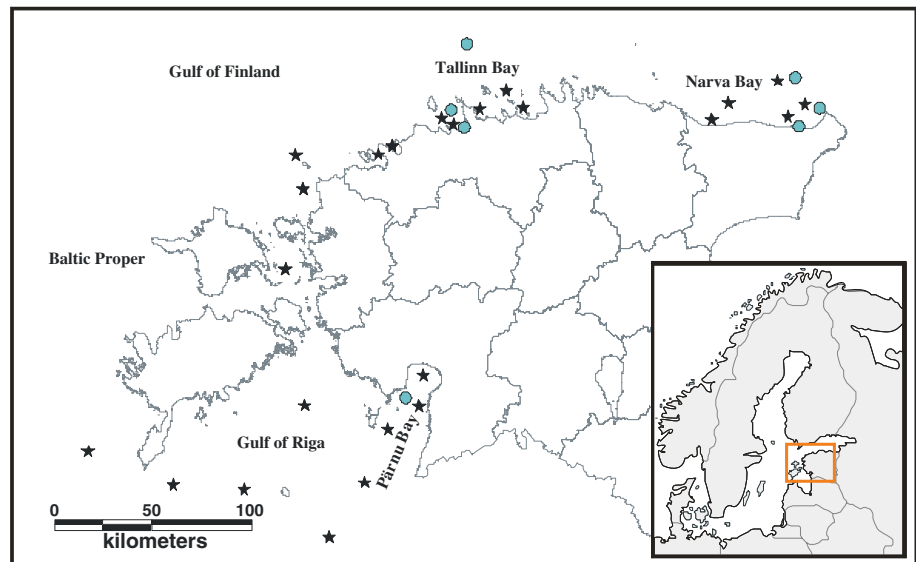 Gulf of Finland
Tallinn Bay
Narva Bay
Baltic Proper
Gulf of Riga
Pärnu Bay
0 50 100
kilometers